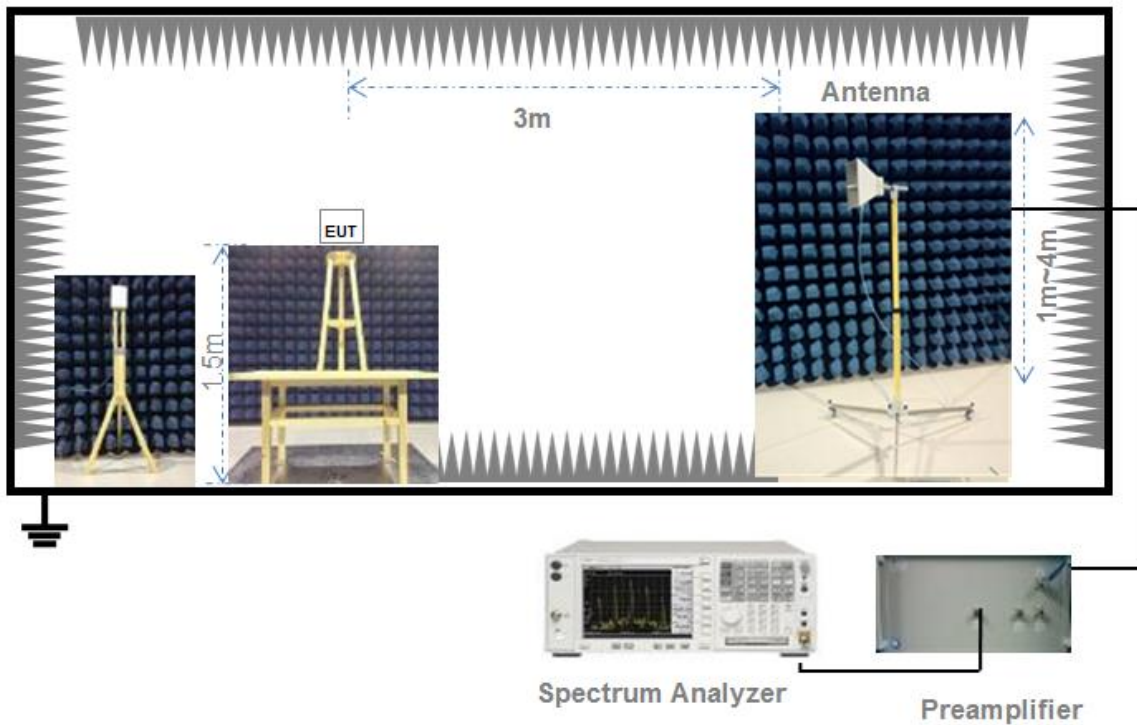 Antenna
3m
EUT
1.5m
1m~4m
Spectrum Analyzer
Preamplifier